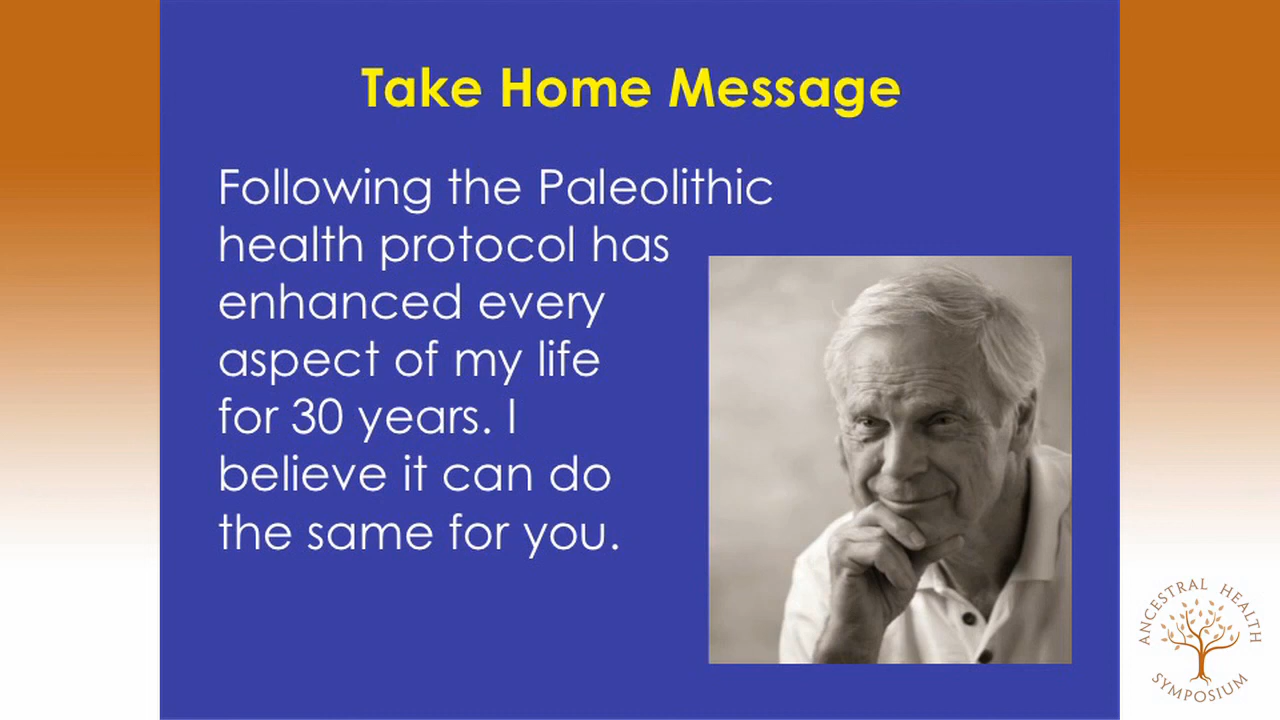 Take Home Message
Following the Paleolithic
health protocol has
enhanced every
aspect of my life
for 30 years. I
believe it can do
the same for you.
ANCESTRAL HEALTH
SYMPOSIUM